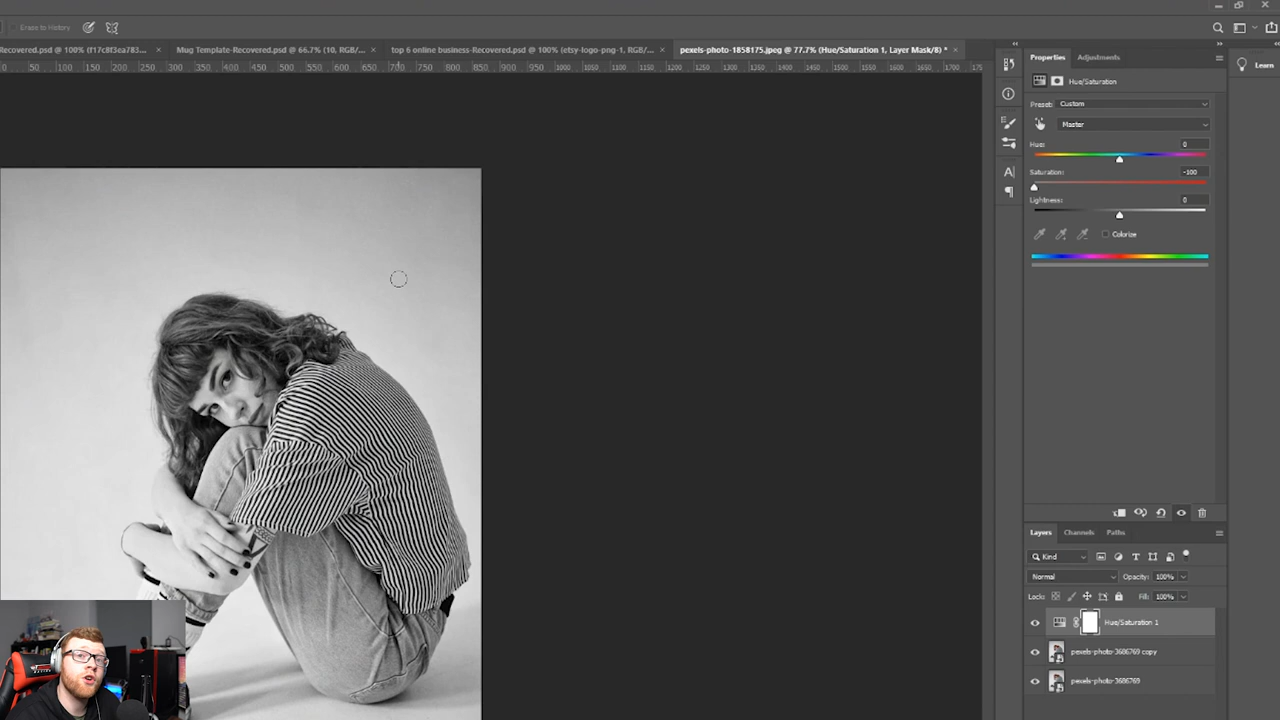 Erase to History
Recovered.psd @ 100% (f17c8f3ea783... ×
Mug Template-Recovered.psd @ 66.7% (10, RGB/... ×
top 6 online business-Recovered.psd @ 100% (etsy-logo-png-1, RGB/... ×
pexels-photo-1858175.jpeg @ 77.7% (Hue/Saturation 1, Layer Mask/8) * ×
0 50 100 150 200 250 300 350 400 450 500 550 600 650 700 750 800 850 900 950 1000 1050 1100 1150 1200 1250 1300 1350 1400 1450 1500 1550 1600 1650 1700 175
Properties Adjustments
Learn
Hue/Saturation
Preset: Custom
Master
Hue: 0
Saturation: -100
Lightness: 0
Colorize
Layers Channels Paths
Kind
Normal Opacity: 100%
Lock: Fill: 100%
Hue/Saturation 1
pexels-photo-3686769 copy
pexels-photo-3686769